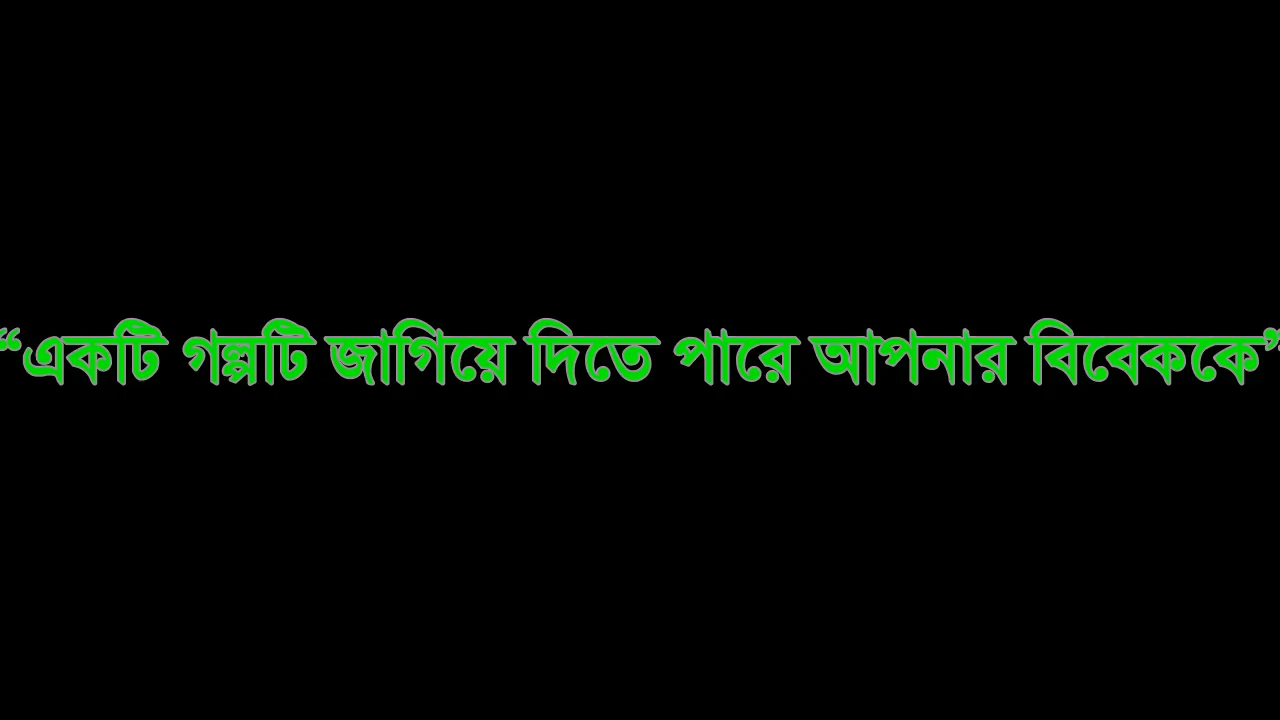 “একটি গল্পটি জাগিয়ে দিতে পারে আপনার বিবেককে”